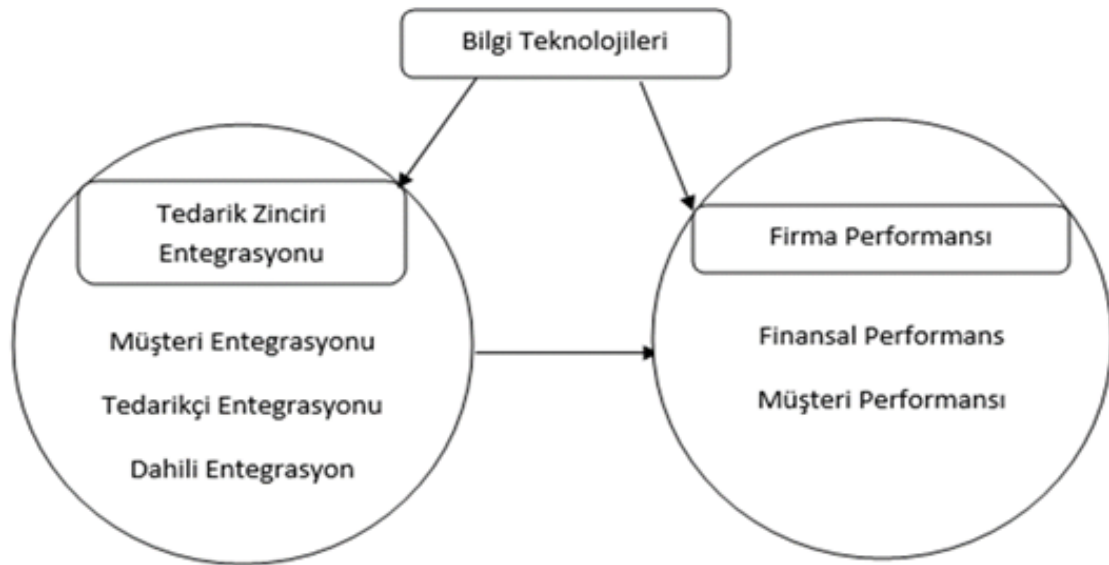 Bilgi Teknolojileri
Tedarik Zinciri
Entegrasyonu
Müşteri Entegrasyonu
Tedarikçi Entegrasyonu
Dahili Entegrasyon
Firma Performansı
Finansal Performans
Müşteri Performansı